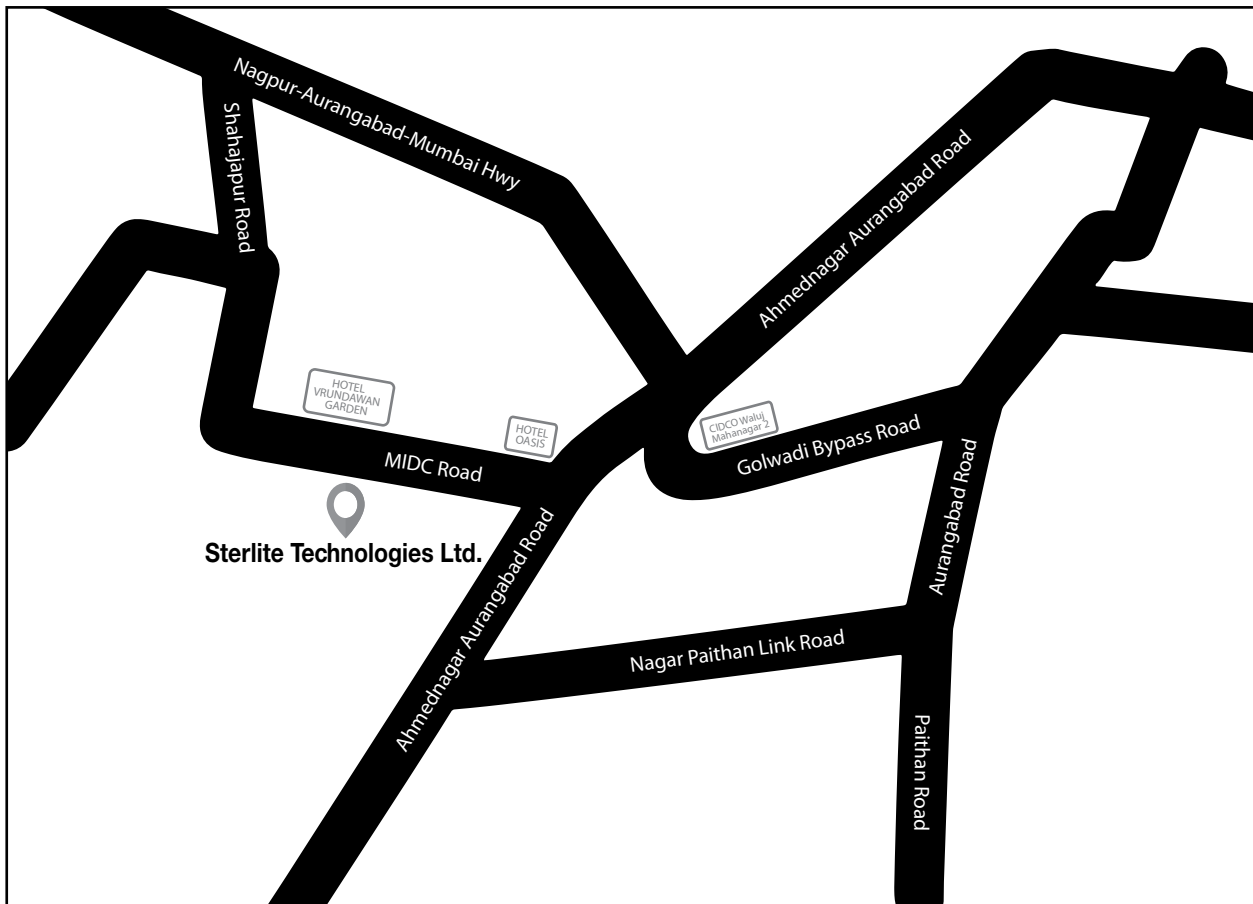 Nagpur-Aurangabad-Mumbai Hwy
Shahajapur Road
Ahmednagar Aurangabad Road
HOTEL
VRUNDAWAN
GARDEN
HOTEL
OASIS
CIDCO Waluj
Mahanagar 2
Golwadi Bypass Road
MIDC Road
Sterlite Technologies Ltd.
Aurangabad Road
Ahmednagar Aurangabad Road
Nagar Paithan Link Road
Paithan Road